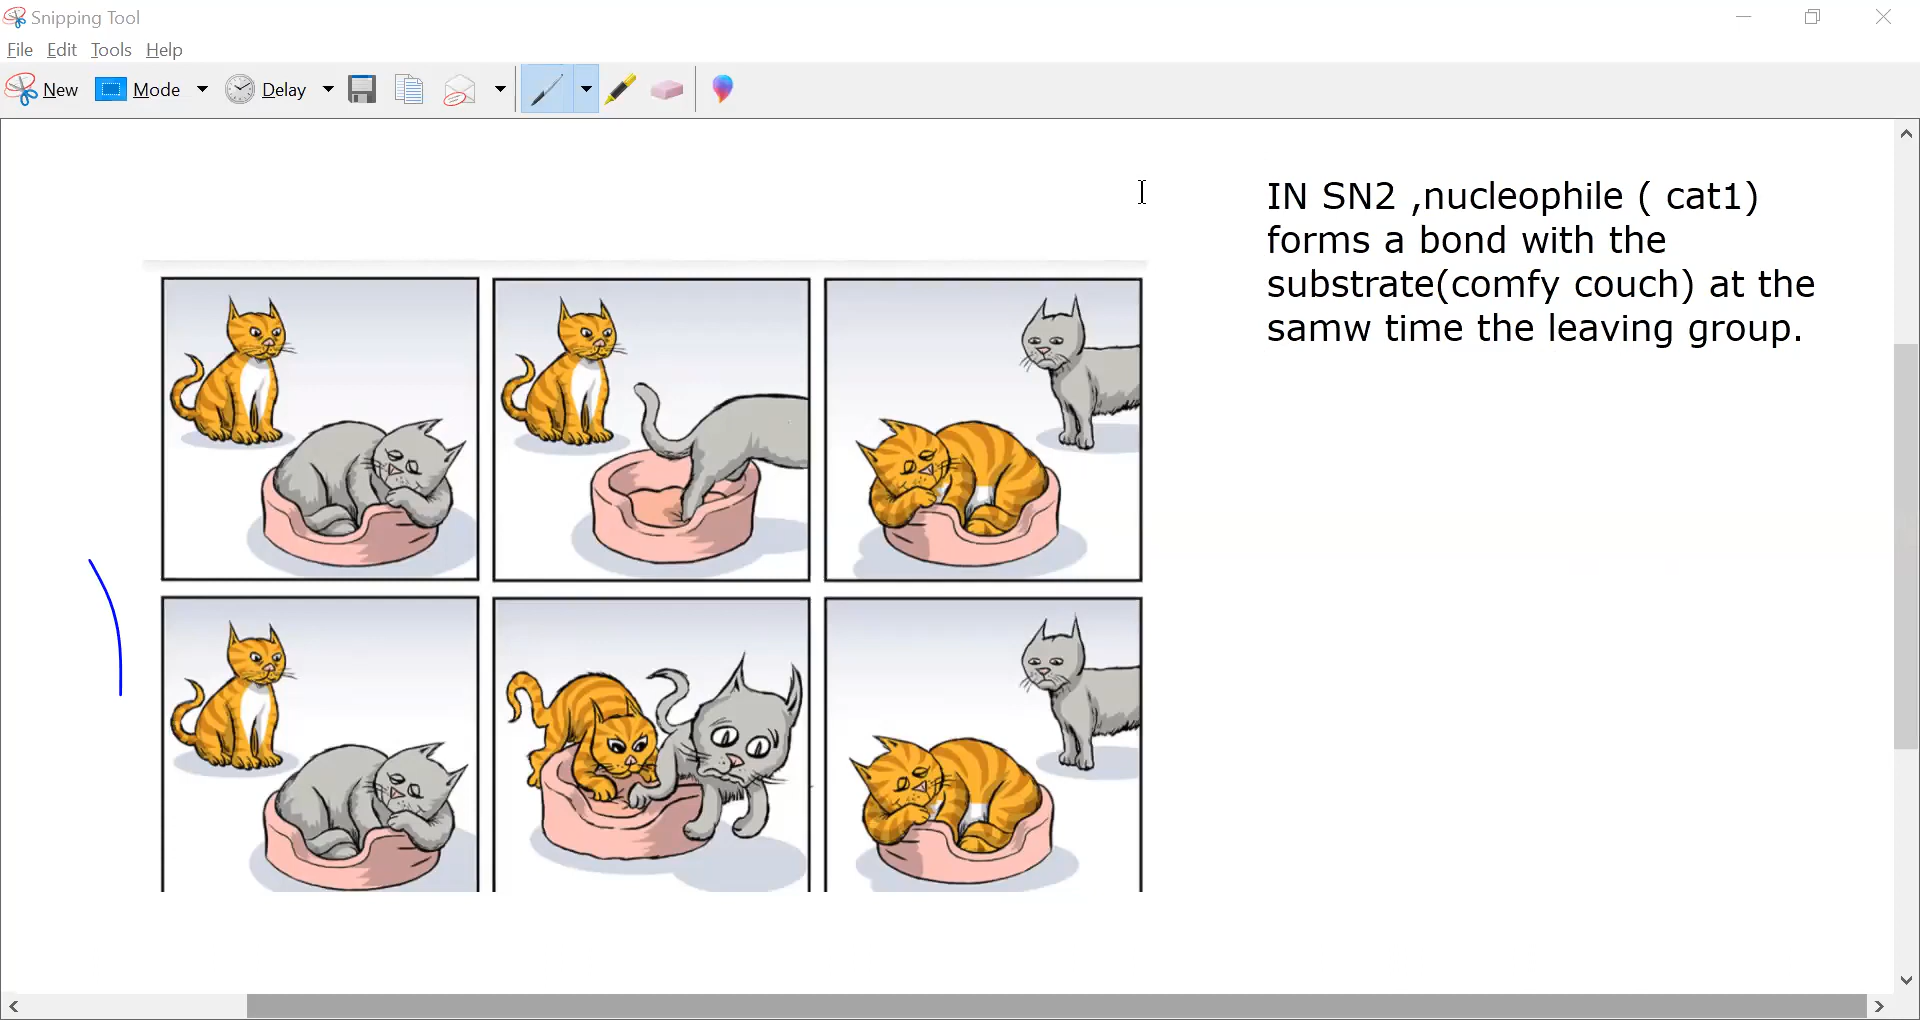 Snipping Tool
File Edit Tools Help
New Mode Delay
IN SN2 ,nucleophile ( cat1)
forms a bond with the
substrate(comfy couch) at the
samw time the leaving group.